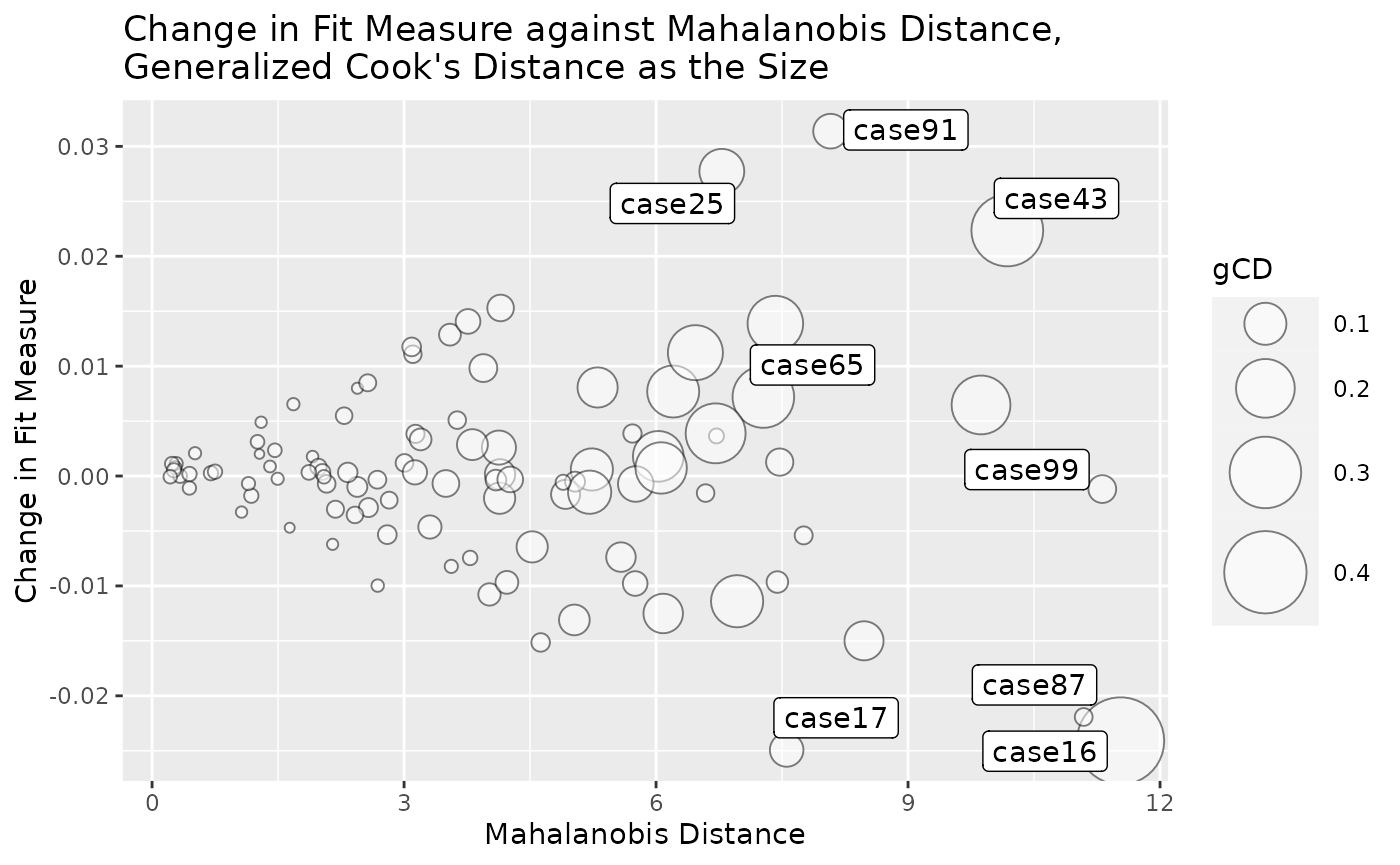 Change in Fit Measure against Mahalanobis Distance,
Generalized Cook's Distance as the Size
Change in Fit Measure
0.03
0.02
0.01
0.00
-0.01
-0.02
case91
case25
case43
case65
case99
case87
case17
case16
0
3
6
9
12
Mahalanobis Distance
gCD
0.1
0.2
0.3
0.4